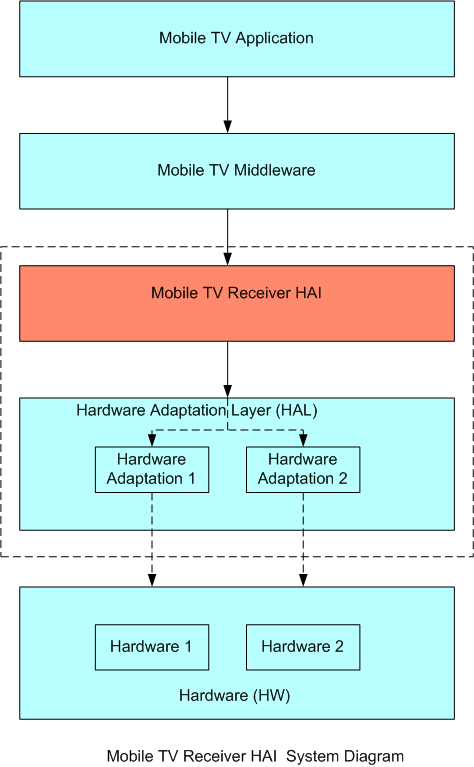 Mobile TV Application
Mobile TV Middleware
Mobile TV Receiver HAI
Hardware Adaptation Layer (HAL)
Hardware
Adaptation 1
Hardware
Adaptation 2
Hardware 1
Hardware 2
Hardware (HW)
Mobile TV Receiver HAI System Diagram